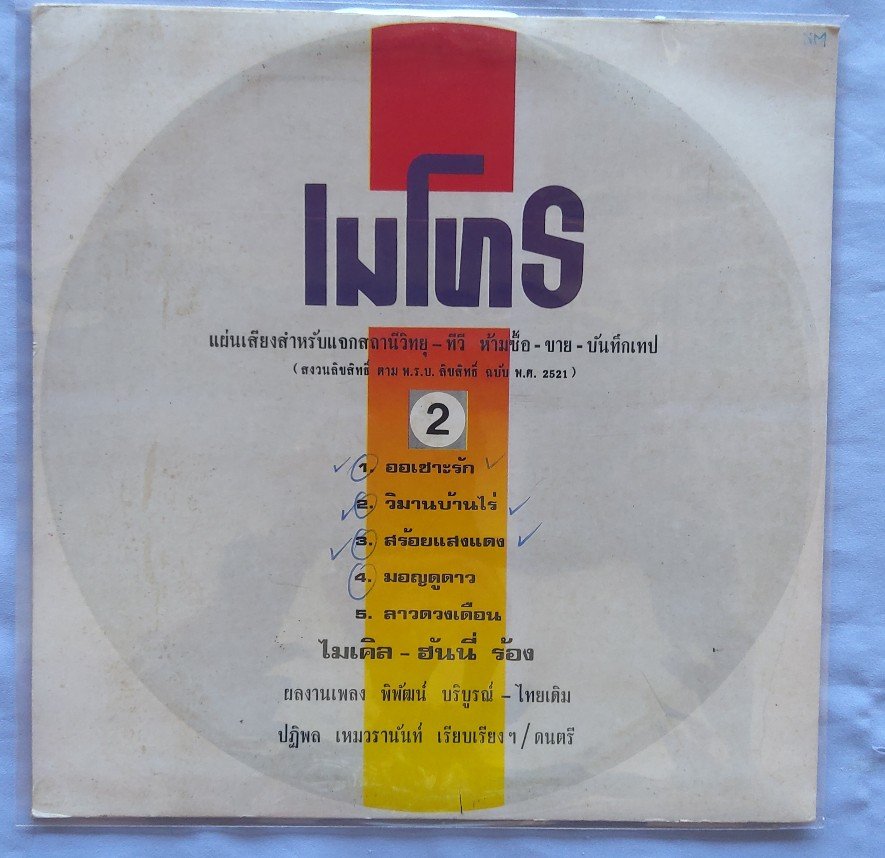 NM
ไมโทร
แผ่นเสียงสำหรับแจกสถานีวิทยุ - ทีวี ห้ามซื้อ - ขาย - บันทึกเทป
( สงวนลิขสิทธิ์ ตาม พ.ร.บ. ลิขสิทธิ์ ฉบับ พ.ศ. 2521 )
2
1. ออเซาะรัก
2. วิมานบ้านไร่
3. สร้อยแสงแดง
4. มอญดูดาว
5. ลาวดวงเดือน
ไมเคิล - ฮันนี่ ร้อง
ผลงานเพลง พิพัฒน์ บริบูรณ์ - ไทยเดิม
ปฏิพล เหมวรานันท์ เรียบเรียงฯ / ดนตรี